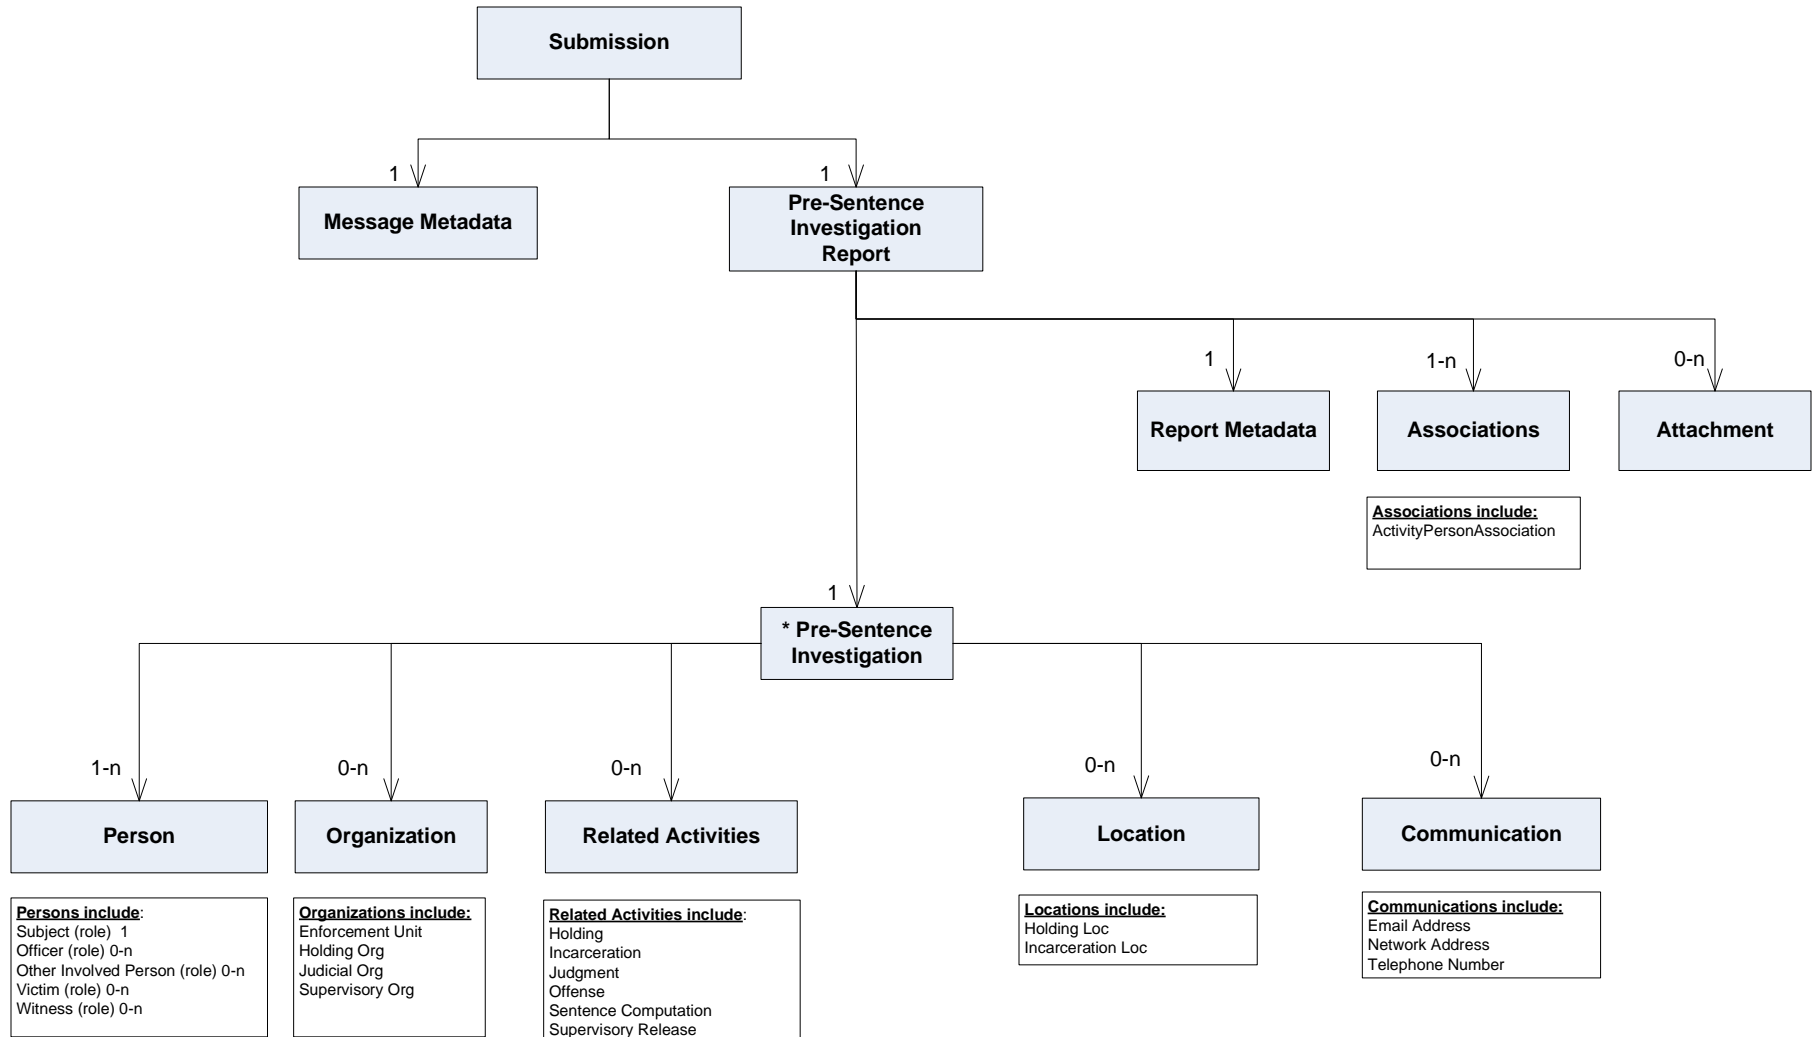 Submission
1
1
Message Metadata
Pre-Sentence
Investigation
Report
1
1-n
0-n
Report Metadata
Associations
Attachment
Associations include:
ActivityPersonAssociation
1
* Pre-Sentence
Investigation
1-n
0-n
0-n
0-n
0-n
Person
Organization
Related Activities
Location
Communication
Persons include:
Subject (role)  1
Officer (role) 0-n
Other Involved Person (role) 0-n
Victim (role) 0-n
Witness (role) 0-n
Organizations include:
Enforcement Unit
Holding Org
Judicial Org
Supervisory Org
Related Activities include:
Holding
Incarceration
Judgment
Offense
Sentence Computation
Supervisory Release
Locations include:
Holding Loc
Incarceration Loc
Communications include:
Email Address
Network Address
Telephone Number